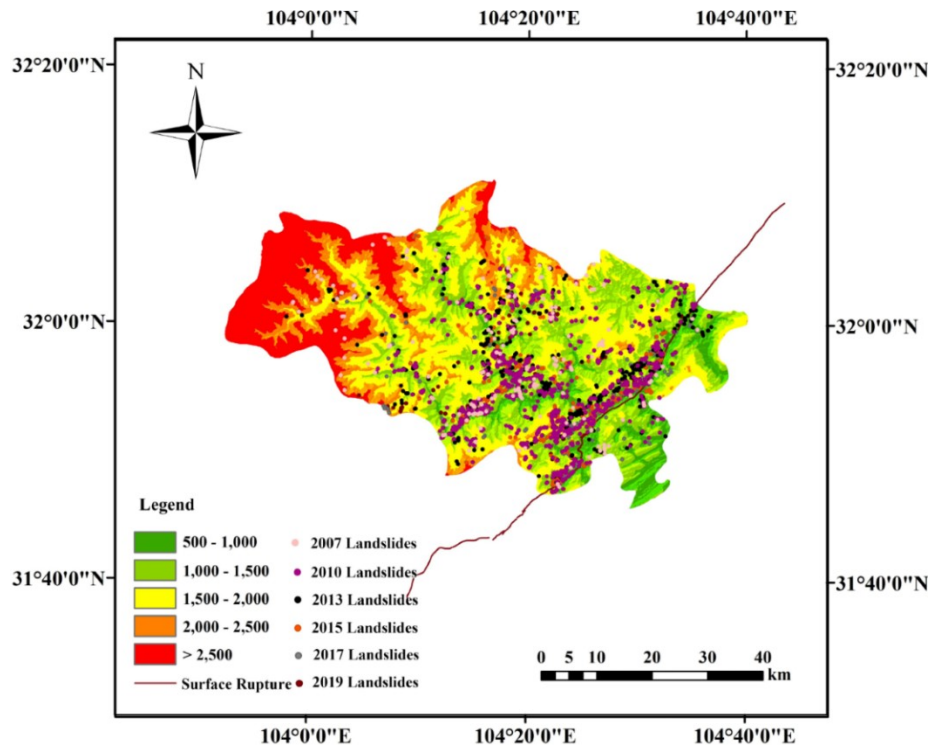 104°0'0"N 104°20'0"E 104°40'0"E
32°20'0"N 32°20'0"N
N
32°0'0"N 32°0'0"N
Legend
500 - 1,000 2007 Landslides
1,000 - 1,500 2010 Landslides
1,500 - 2,000 2013 Landslides
2,000 - 2,500 2015 Landslides
> 2,500 2017 Landslides
Surface Rupture 2019 Landslides
31°40'0"N 31°40'0"N
0 5 10 20 30 40
km
104°0'0"E 104°20'0"E 104°40'0"E